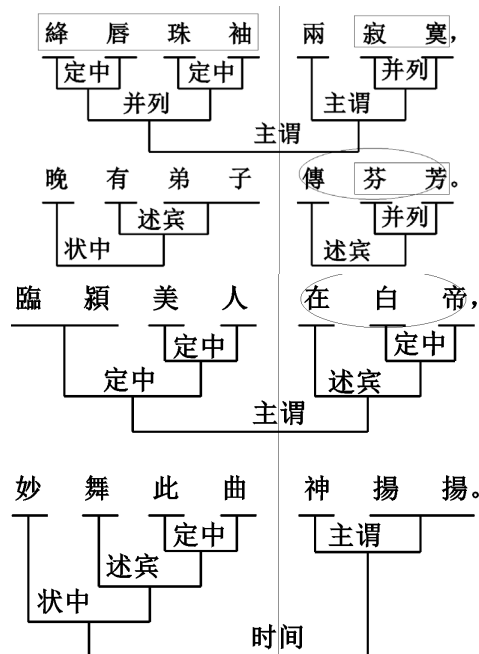 絳唇珠袖 兩寂寞,
定中 定中 并列
并列 主谓
主谓
晚有弟子 傳芬芳。
述宾 并列
状中 述宾
臨潁美人 在白帝,
定中 定中
定中 述宾
主谓
妙舞此曲 神揚揚。
定中 主谓
述宾
状中
时间